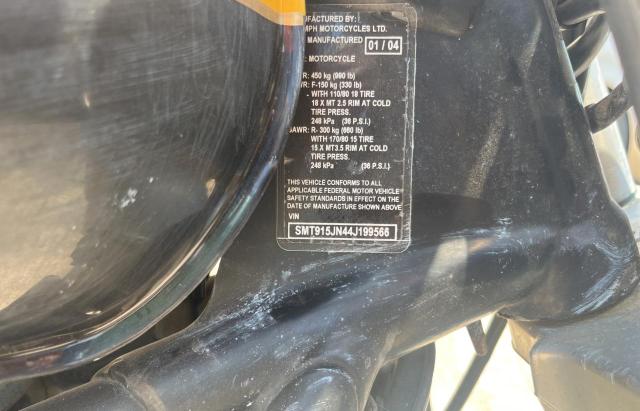 UFACTURED BY:
MPH MOTORCYCLES LTD.
MANUFACTURED 01 / 04
: MOTORCYCLE
R: 450 kg (990 lb)
WR: F-150 kg (330 lb)
WITH 110/80 18 TIRE
18 X MT 2.5 RIM AT COLD
TIRE PRESS.
248 kPa (36 P.S.I.)
GAWR: R- 300 kg (660 lb)
WITH 170/80 15 TIRE
15 X MT3.5 RIM AT COLD
TIRE PRESS.
248 kPa (36 P.S.I.)
THIS VEHICLE CONFORMS TO ALL
APPLICABLE FEDERAL MOTOR VEHICLE
SAFETY STANDARDS IN EFFECT ON THE
DATE OF MANUFACTURE SHOWN ABOVE
VIN
SMT915JN44J199566